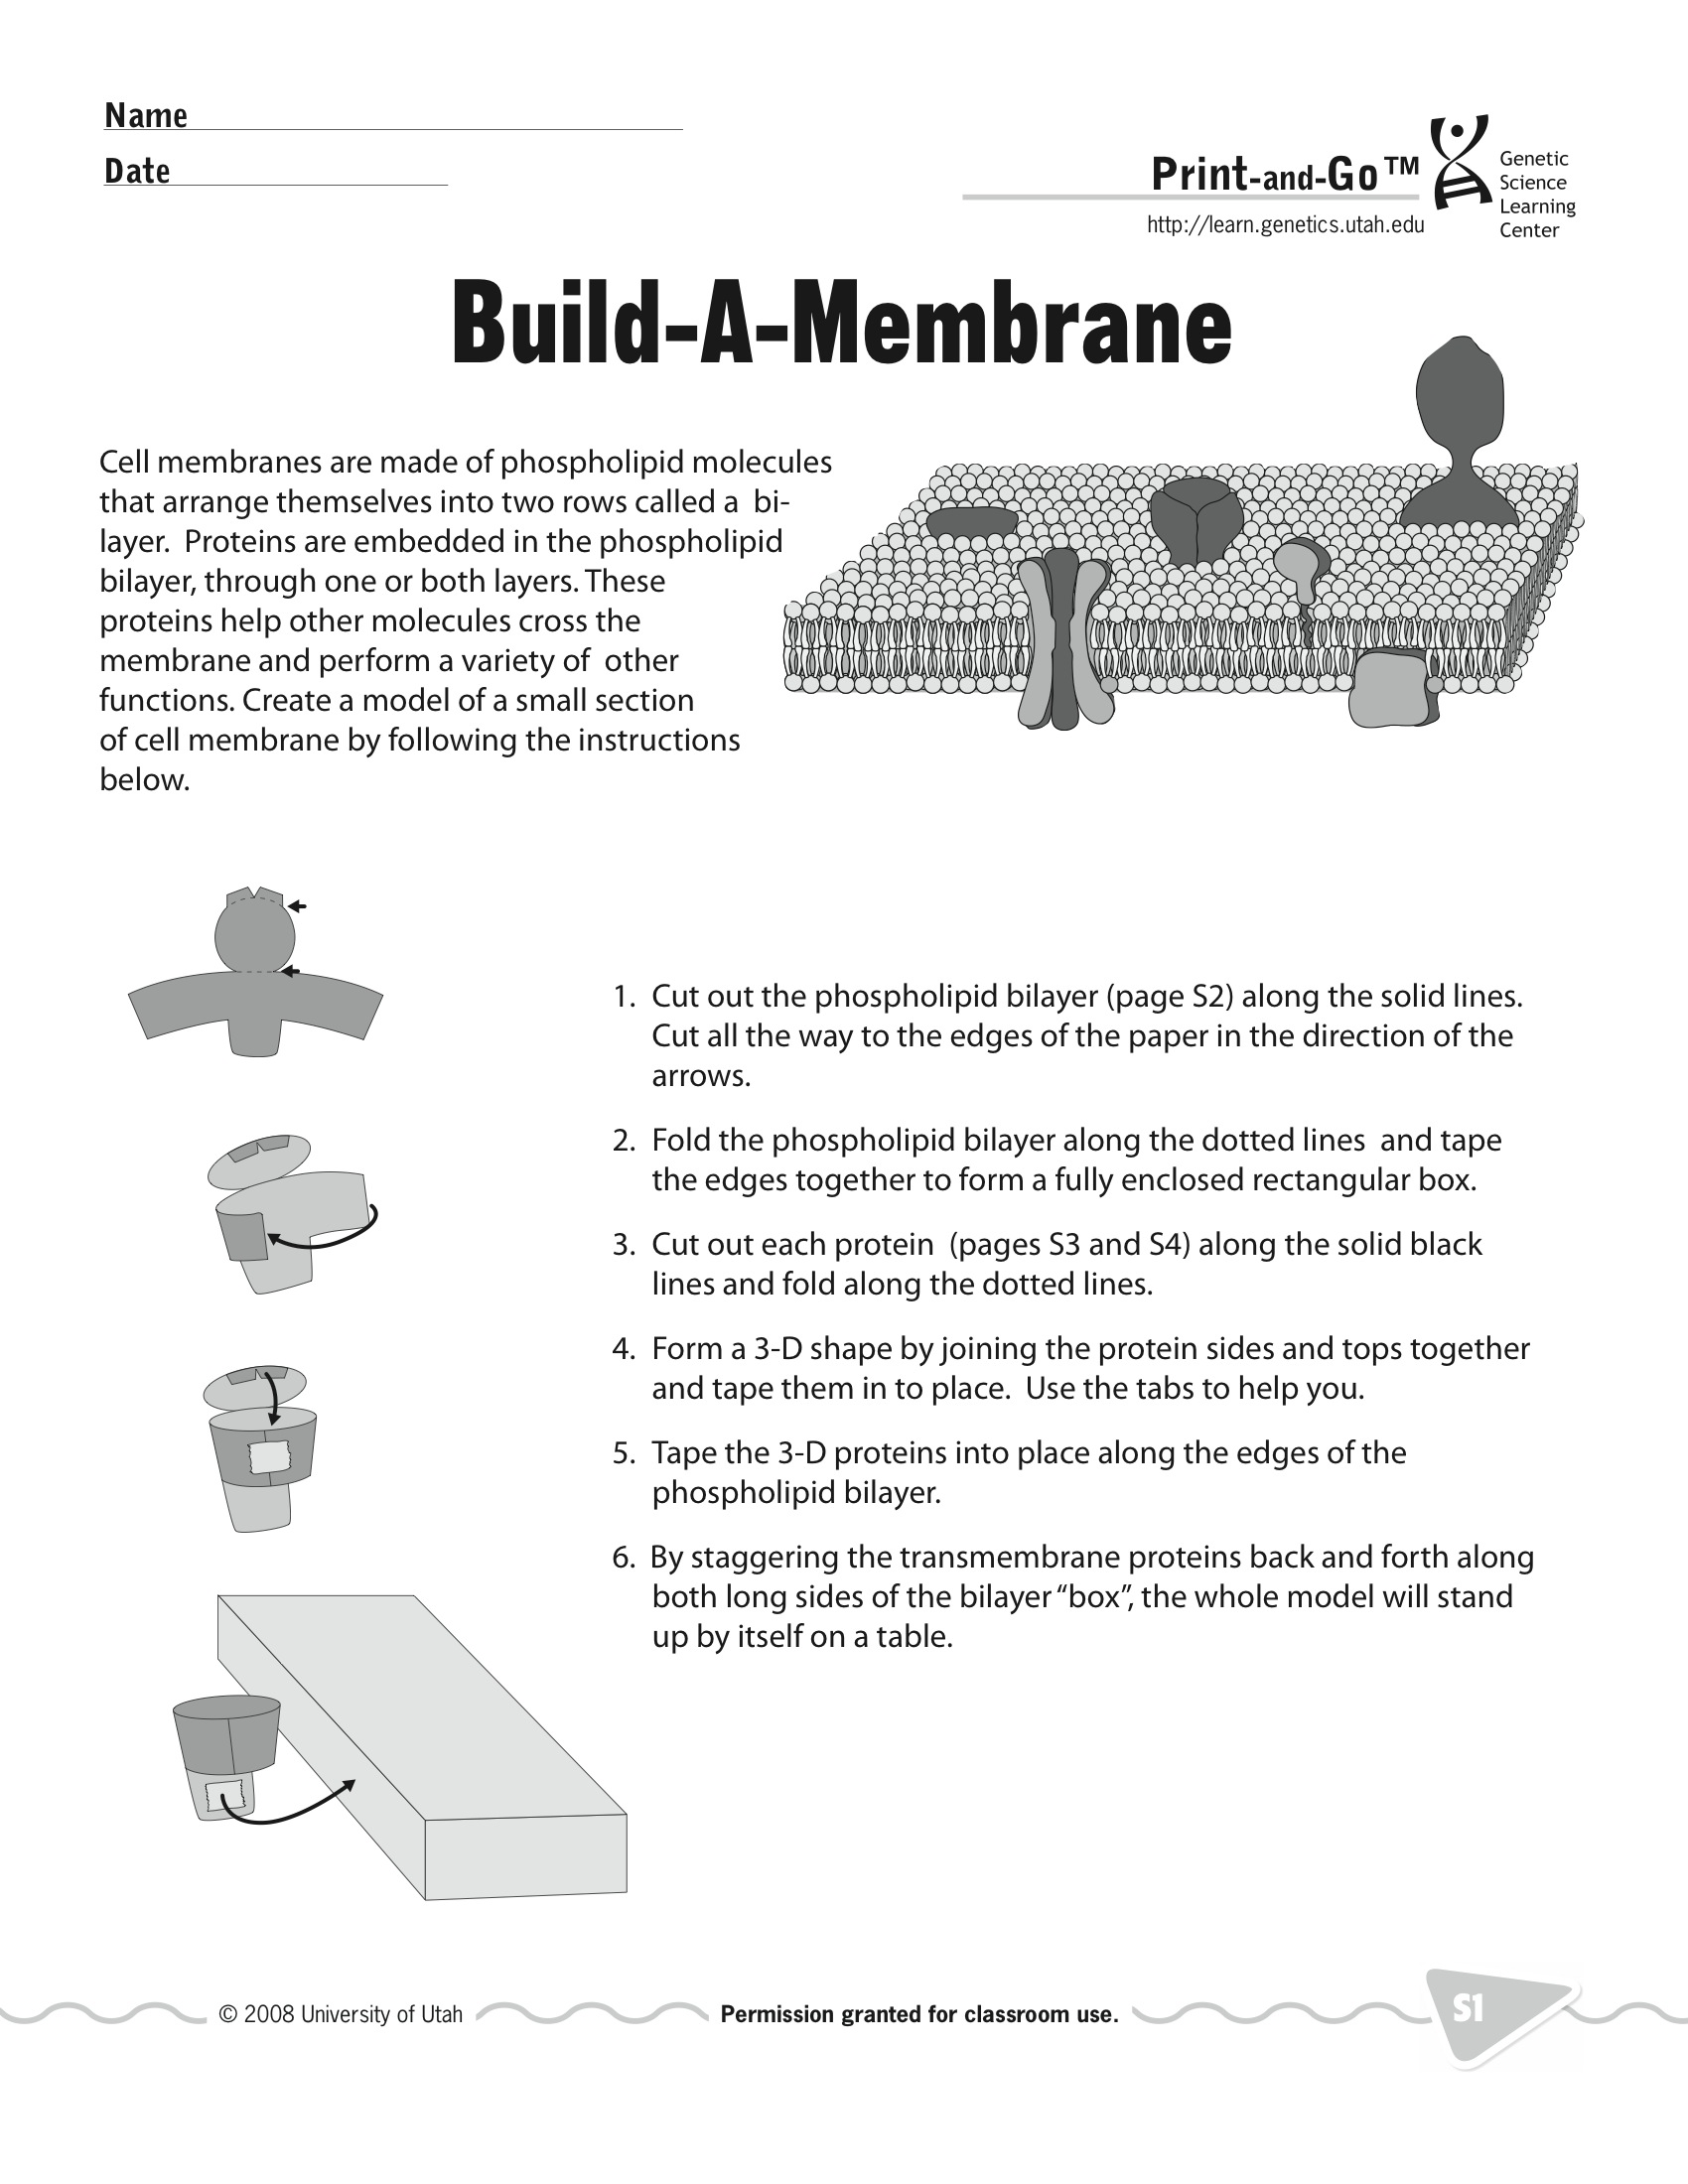 Name
Date
Print-and-Go™
http://learn.genetics.utah.edu
Genetic
Science
Learning
Center
Build-A-Membrane
Cell membranes are made of phospholipid molecules
that arrange themselves into two rows called a  bi-
layer.  Proteins are embedded in the phospholipid
bilayer, through one or both layers. These
proteins help other molecules cross the
membrane and perform a variety of  other
functions. Create a model of a small section
of cell membrane by following the instructions
below.
1. Cut out the phospholipid bilayer (page S2) along the solid lines.
Cut all the way to the edges of the paper in the direction of the
arrows.
2. Fold the phospholipid bilayer along the dotted lines  and tape
the edges together to form a fully enclosed rectangular box.
3. Cut out each protein  (pages S3 and S4) along the solid black
lines and fold along the dotted lines.
4. Form a 3-D shape by joining the protein sides and tops together
and tape them in to place.  Use the tabs to help you.
5. Tape the 3-D proteins into place along the edges of the
phospholipid bilayer.
6. By staggering the transmembrane proteins back and forth along
both long sides of the bilayer “box”, the whole model will stand
up by itself on a table.
© 2008 University of Utah
Permission granted for classroom use.
S1